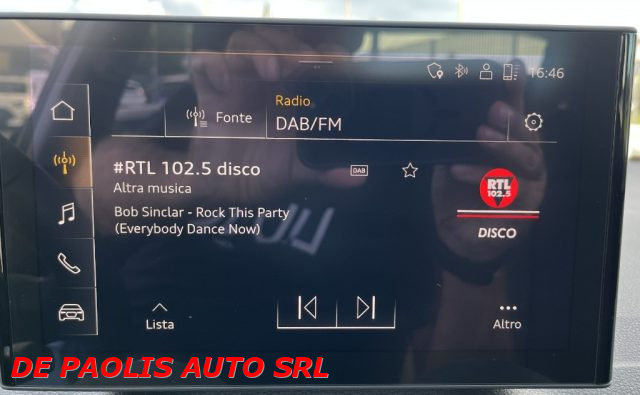 16:46
Radio
Fonte
DAB/FM
#RTL 102.5 disco
DAB
Altra musica
RTL
102.5
Bob Sinclar - Rock This Party
(Everybody Dance Now)
DISCO
Lista
Altro
DE PAOLIS AUTO SRL